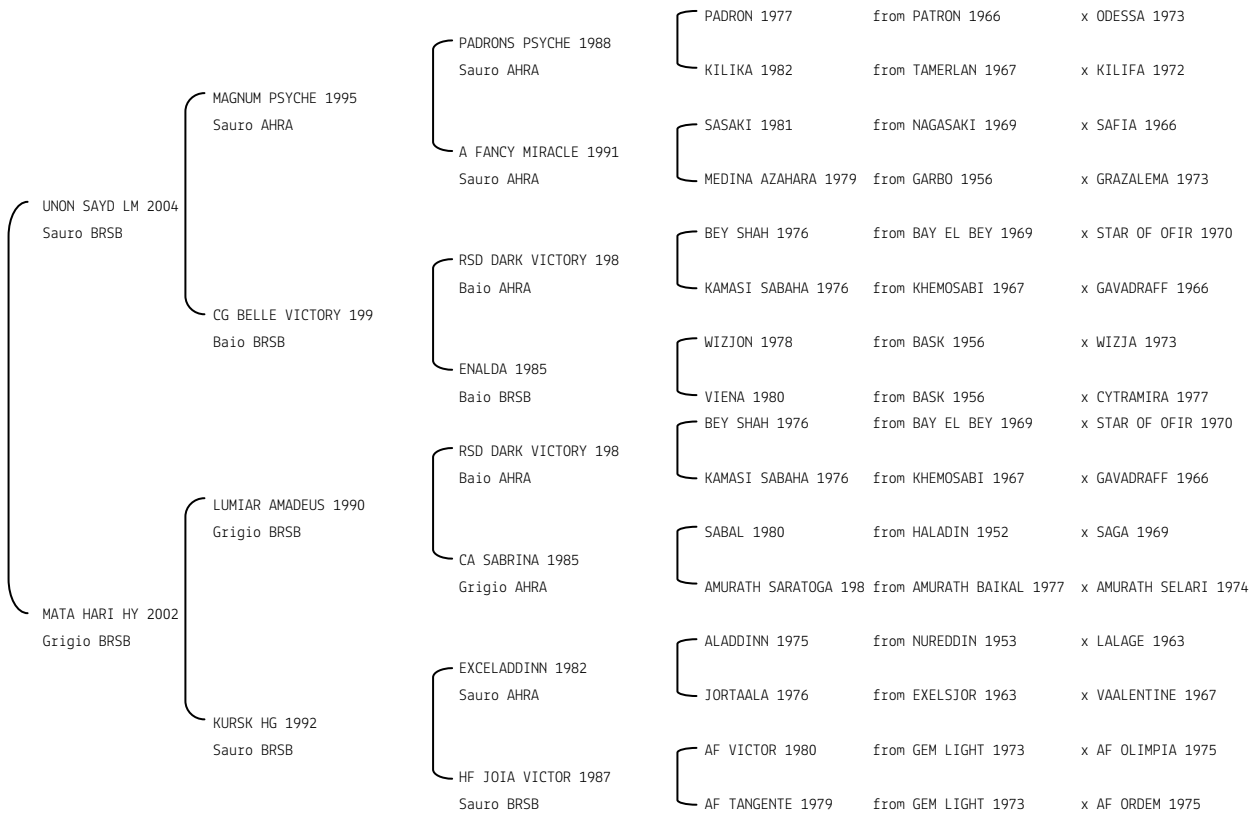 PADRON 1977 from PATRON 1966 x ODESSA 1973
PADRONS PSYCHE 1988
Sauro AHRA
KILIKA 1982 from TAMERLAN 1967 x KILIFA 1972
MAGNUM PSYCHE 1995
Sauro AHRA
SASAKI 1981 from NAGASAKI 1969 x SAFIA 1966
A FANCY MIRACLE 1991
Sauro AHRA
MEDINA AZAHARA 1979 from GARBO 1956 x GRAZALEMA 1973
UNON SAYD LM 2004
Sauro BRSB
BEY SHAH 1976 from BAY EL BEY 1969 x STAR OF OFIR 1970
RSD DARK VICTORY 198
Baio AHRA
KAMASI SABAHA 1976 from KHEMOSABI 1967 x GAVADRAFF 1966
CG BELLE VICTORY 199
Baio BRSB
WIZJON 1978 from BASK 1956 x WIZJA 1973
ENALDA 1985
Baio BRSB
VIENA 1980 from BASK 1956 x CYTRAMIRA 1977
BEY SHAH 1976 from BAY EL BEY 1969 x STAR OF OFIR 1970
RSD DARK VICTORY 198
Baio AHRA
KAMASI SABAHA 1976 from KHEMOSABI 1967 x GAVADRAFF 1966
LUMIAR AMADEUS 1990
Grigio BRSB
SABAL 1980 from HALADIN 1952 x SAGA 1969
CA SABRINA 1985
Grigio AHRA
AMURATH SARATOGA 198 from AMURATH BAIKAL 1977 x AMURATH SELARI 1974
MATA HARI HY 2002
Grigio BRSB
ALADDINN 1975 from NUREDDIN 1953 x LALAGE 1963
EXCELADDINN 1982
Sauro AHRA
JORTAALA 1976 from EXELSJOR 1963 x VAALENTINE 1967
KURSK HG 1992
Sauro BRSB
AF VICTOR 1980 from GEM LIGHT 1973 x AF OLIMPIA 1975
HF JOIA VICTOR 1987
Sauro BRSB
AF TANGENTE 1979 from GEM LIGHT 1973 x AF ORDEM 1975